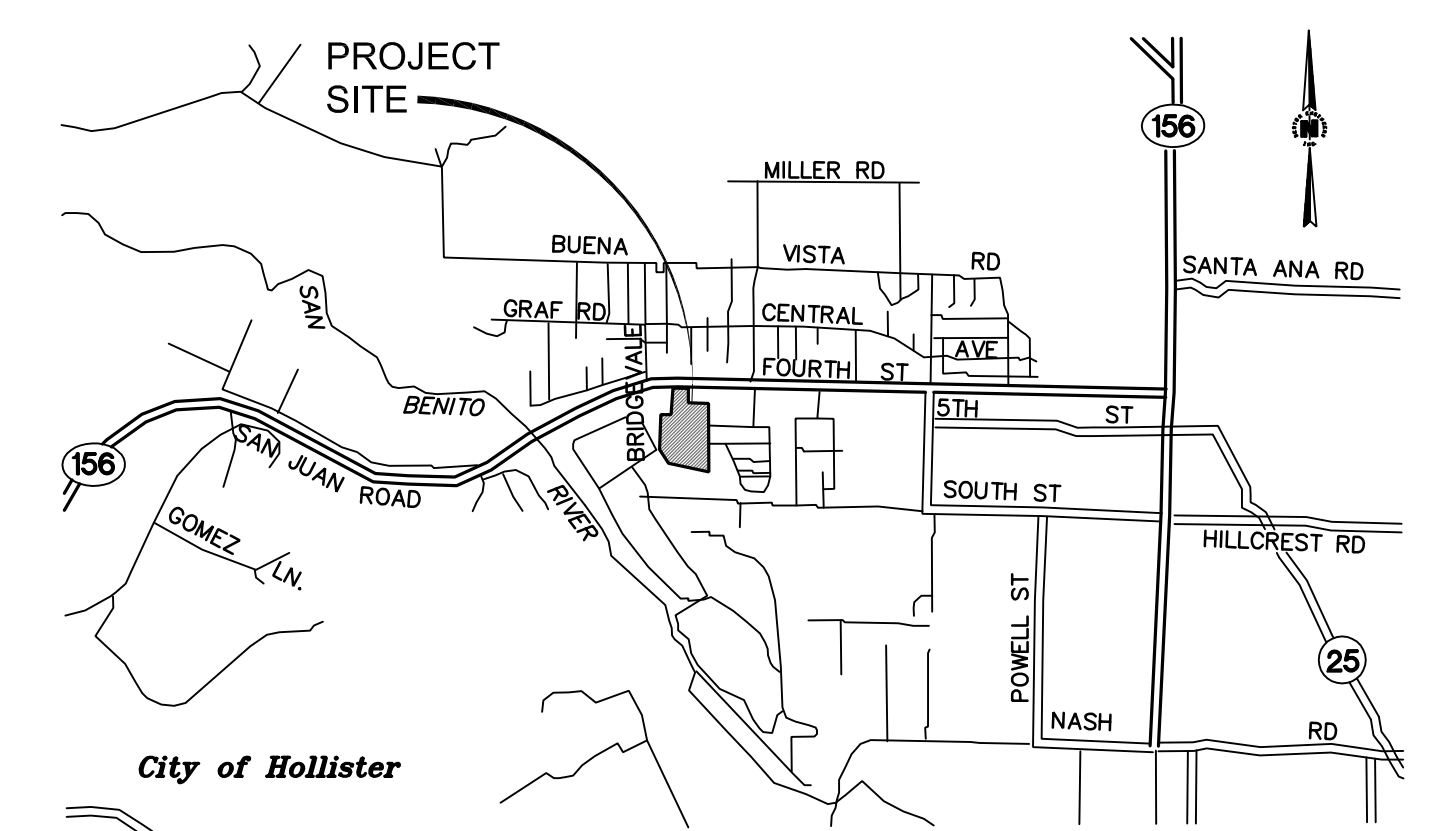 PROJECT
SITE
156
N
MILLER RD
BUENA VISTA RD
SANTA ANA RD
SAN BENITO RIVER
GRAF RD
CENTRAL AVE
BRIDGEVALE
FOURTH ST
5TH ST
156
SAN JUAN ROAD
SOUTH ST
GOMEZ LN.
HILLCREST RD
POWELL ST
25
NASH RD
City of Hollister